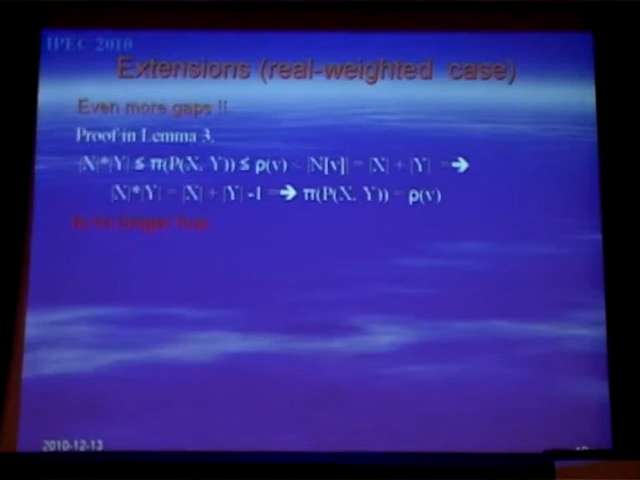 IPEC 2010
Extensions (real-weighted case)
Even more gaps !!
Proof in Lemma 3,
|X|*|Y| ≤ π(P(X, Y)) ≤ ρ(v) < |N[v]| = |X| + |Y| =➔
|X|*|Y| = |X| + |Y| -1 =➔ π(P(X, Y)) = ρ(v)
Is no longer true
2010-12-13